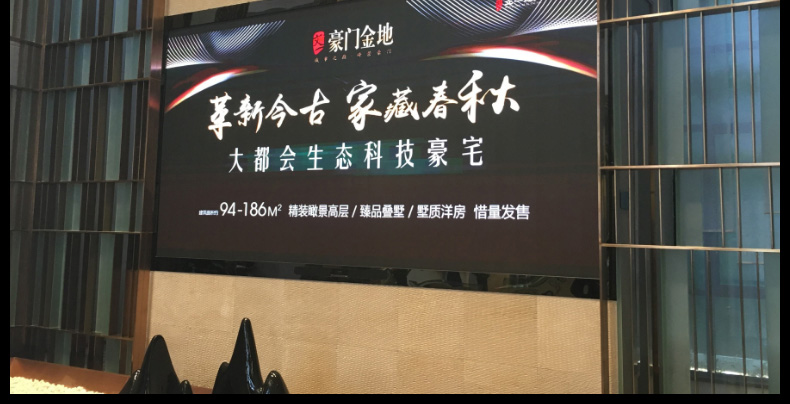 豪门金地
革新今古 家藏春秋
大都会生态科技豪宅
94-186M² 精装瞰景高层 / 臻品叠墅 / 墅质洋房 惜量发售